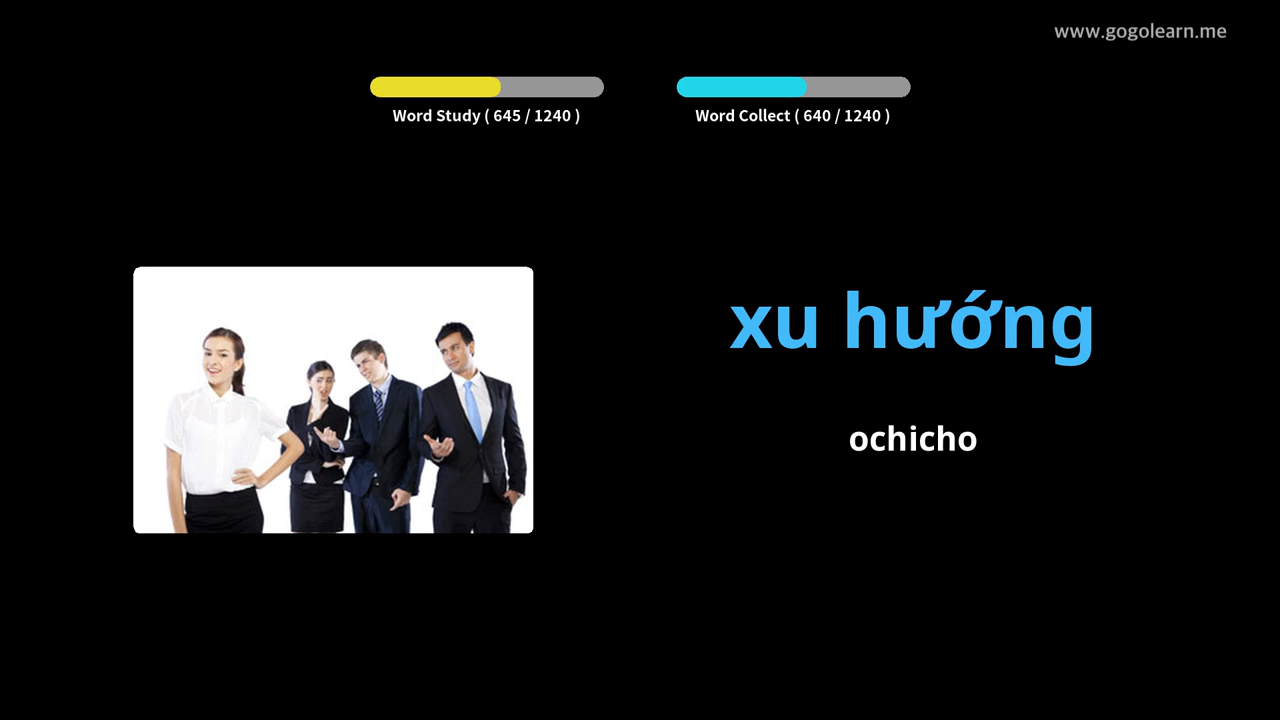 www.gogolearn.me
Word Study ( 645 / 1240 )
Word Collect ( 640 / 1240 )
xu hướng
ochicho